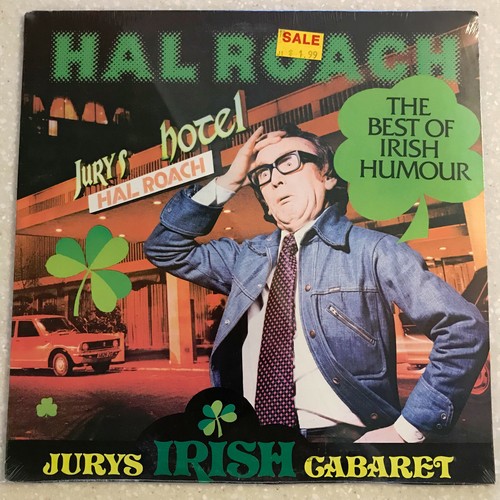 HAL ROACH
SALE
$1.99
THE
BEST OF
IRISH
HUMOUR
Jurys hotel
HAL ROACH
JURYS IRISH CABARET